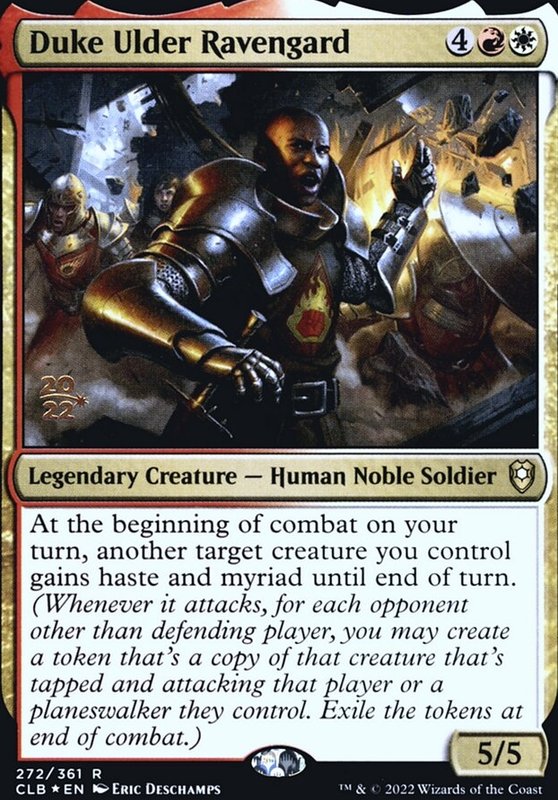 Duke Ulder Ravengard 4
20
22
Legendary Creature — Human Noble Soldier
At the beginning of combat on your
turn, another target creature you control
gains haste and myriad until end of turn.
(Whenever it attacks, for each opponent
other than defending player, you may create
a token that's a copy of that creature that's
tapped and attacking that player or a
planeswalker they control. Exile the tokens at
end of combat.)
5/5
272/361 R
CLB ★ EN Eric Deschamps
™ & © 2022 Wizards of the Coast